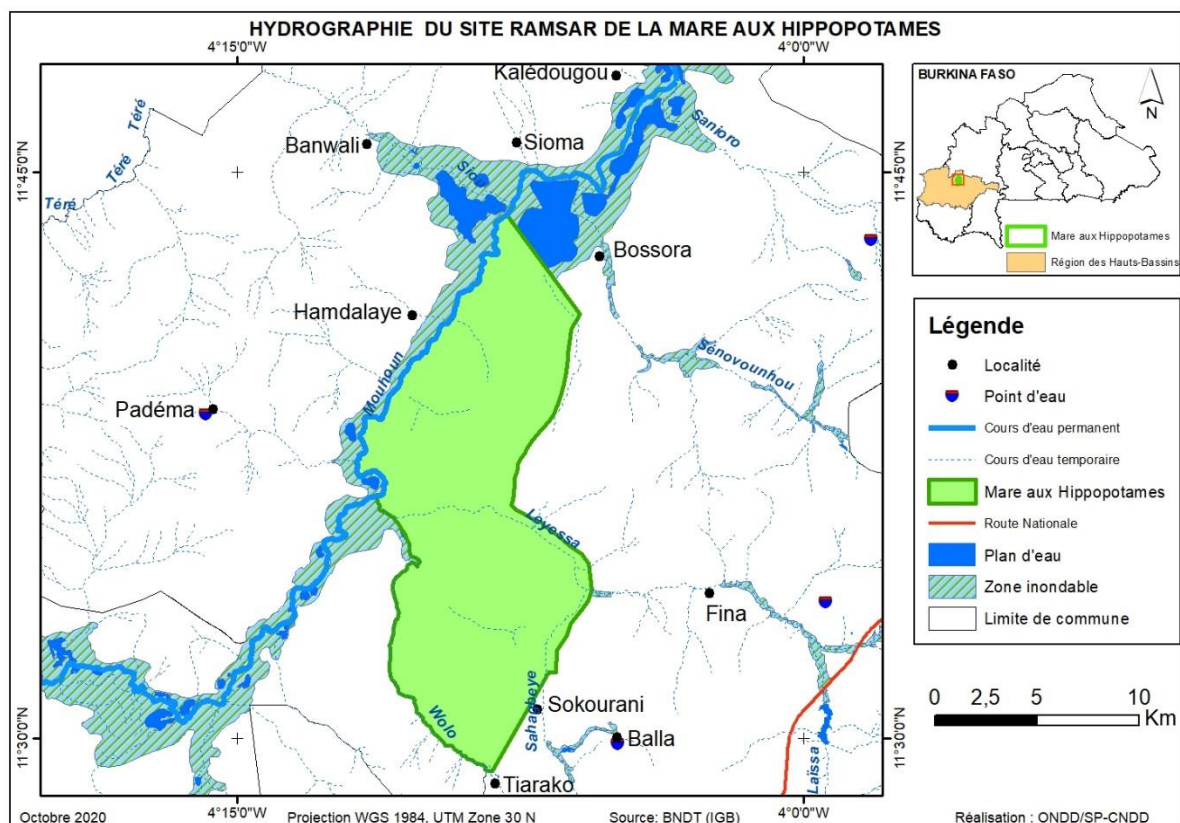 HYDROGRAPHIE DU SITE RAMSAR DE LA MARE AUX HIPPOPOTAMES
4°15'0"W
4°0'0"W
Kalédougou
Téré
Téré
Téré
Banwali
Sioma
Sanioro
Siou
11°45'0"N
11°45'0"N
Bossora
Hamdalaye
Mouhoun
Sénovounhou
Padéma
Leyessa
Fina
Sahagbeye
Sokourani
Wolo
Balla
11°30'0"N
11°30'0"N
Laïssa
Tiarako
4°15'0"W
4°0'0"W
BURKINA FASO
N
Mare aux Hippopotames
Région des Hauts-Bassins
Légende
Localité
Point d'eau
Cours d'eau permanent
Cours d'eau temporaire
Mare aux Hippopotames
Route Nationale
Plan d'eau
Zone inondable
Limite de commune
0 2,5 5 10
Km
Octobre 2020 Projection WGS 1984, UTM Zone 30 N Source: BNDT (IGB) Réalisation : ONDD/SP-CNDD